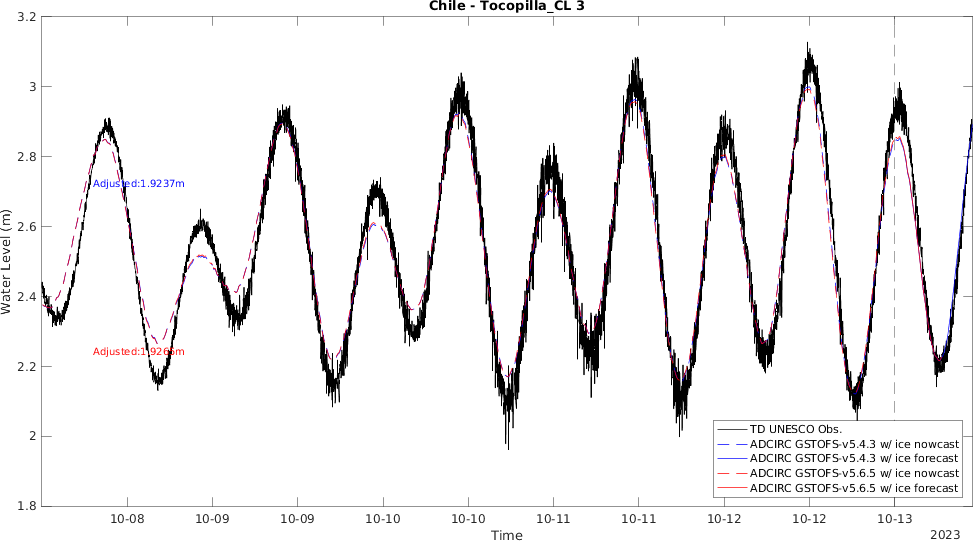 Chile - Tocopilla_CL 3
3.2
3
2.8
2.6
2.4
2.2
2
1.8
Water Level (m)
Adjusted:1.9237m
TD UNESCO Obs.
ADCIRC GSTOFS-v5.4.3 w/ ice nowcast
ADCIRC GSTOFS-v5.4.3 w/ ice forecast
ADCIRC GSTOFS-v5.6.5 w/ ice nowcast
ADCIRC GSTOFS-v5.6.5 w/ ice forecast
10-08 10-09 10-09 10-10 10-10 10-11 10-11 10-12 10-12 10-13
Time
2023